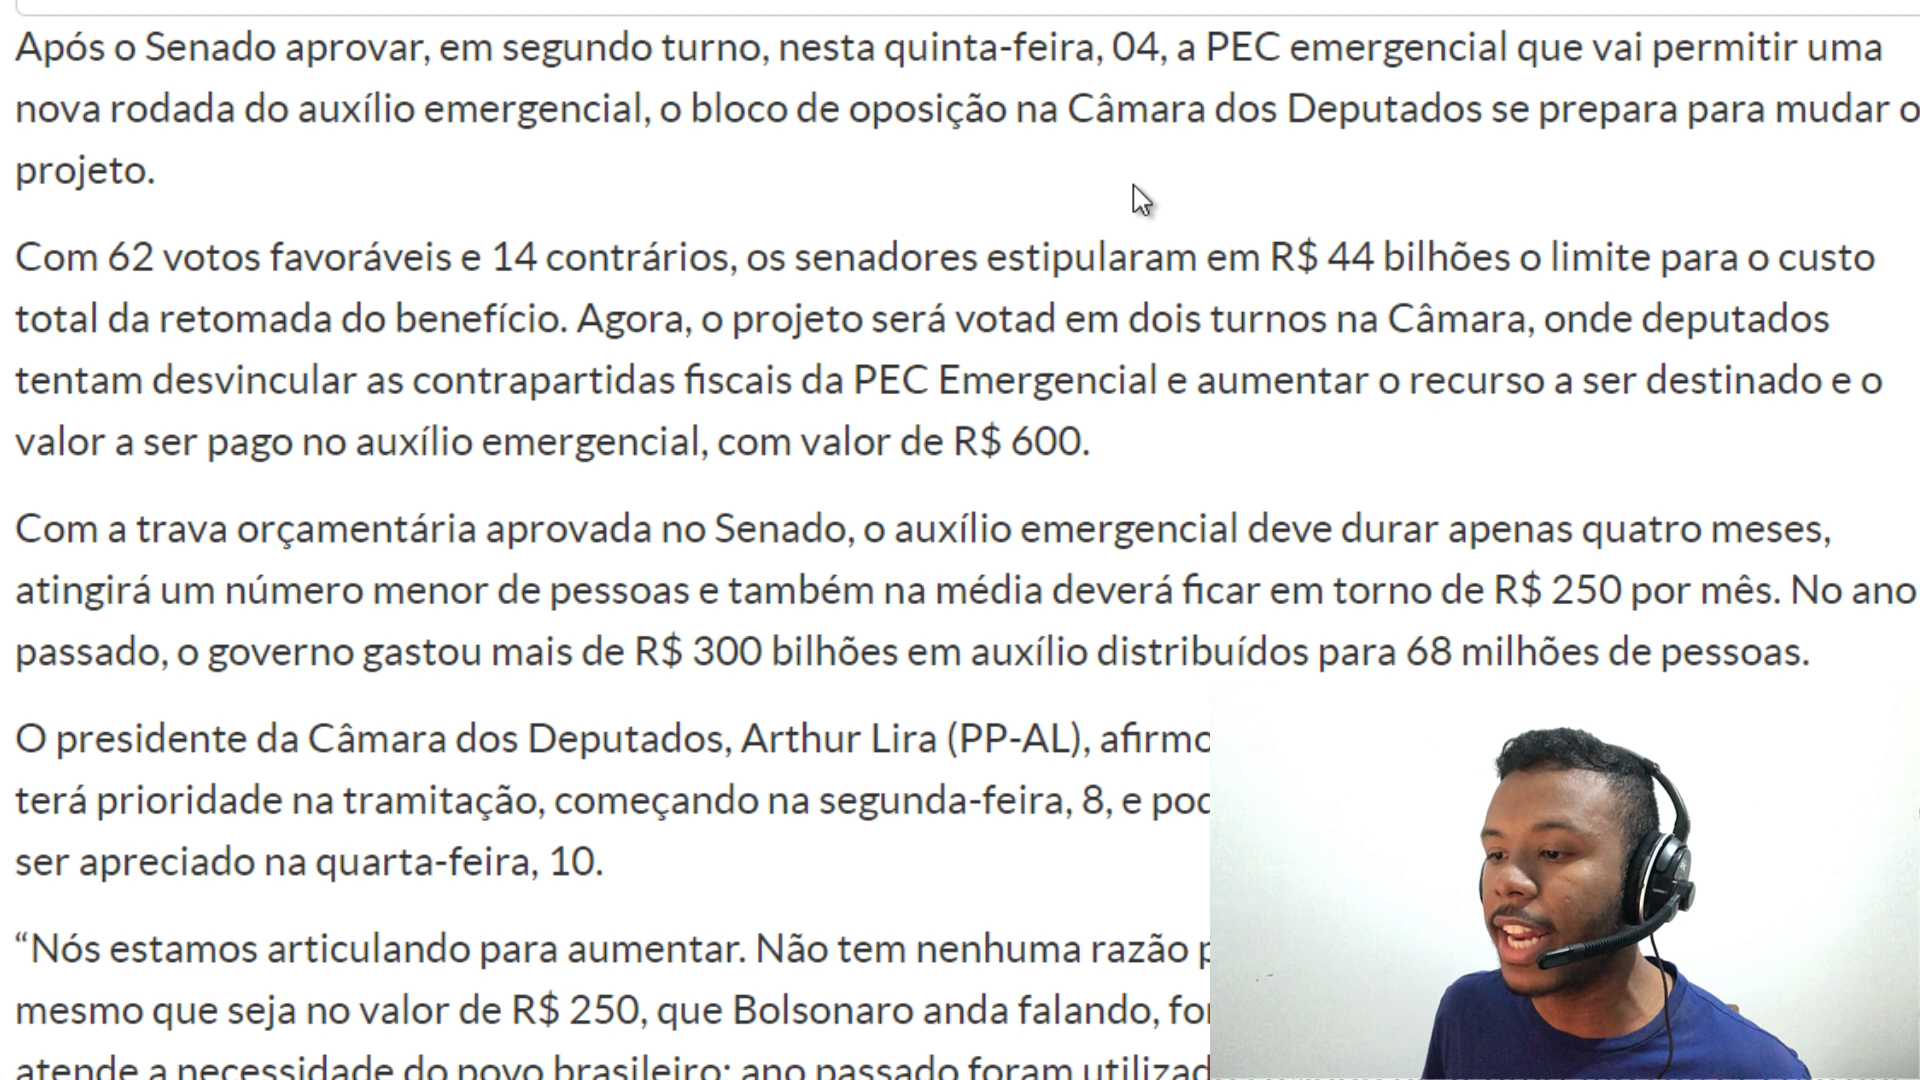 Após o Senado aprovar, em segundo turno, nesta quinta-feira, 04, a PEC emergencial que vai permitir uma
nova rodada do auxílio emergencial, o bloco de oposição na Câmara dos Deputados se prepara para mudar o
projeto.
Com 62 votos favoráveis e 14 contrários, os senadores estipularam em R$ 44 bilhões o limite para o custo
total da retomada do benefício. Agora, o projeto será votad em dois turnos na Câmara, onde deputados
tentam desvincular as contrapartidas fiscais da PEC Emergencial e aumentar o recurso a ser destinado e o
valor a ser pago no auxílio emergencial, com valor de R$ 600.
Com a trava orçamentária aprovada no Senado, o auxílio emergencial deve durar apenas quatro meses,
atingirá um número menor de pessoas e também na média deverá ficar em torno de R$ 250 por mês. No ano
passado, o governo gastou mais de R$ 300 bilhões em auxílio distribuídos para 68 milhões de pessoas.
O presidente da Câmara dos Deputados, Arthur Lira (PP-AL),
terá prioridade na tramitação, começando na segunda-feira, 8, e
ser apreciado na quarta-feira, 10.
“Nós estamos articulando para aumentar. Não tem nenhuma razão
mesmo que seja no valor de R$ 250, que Bolsonaro anda falando,
atende a necessidade do povo brasileiro: ano passado foram